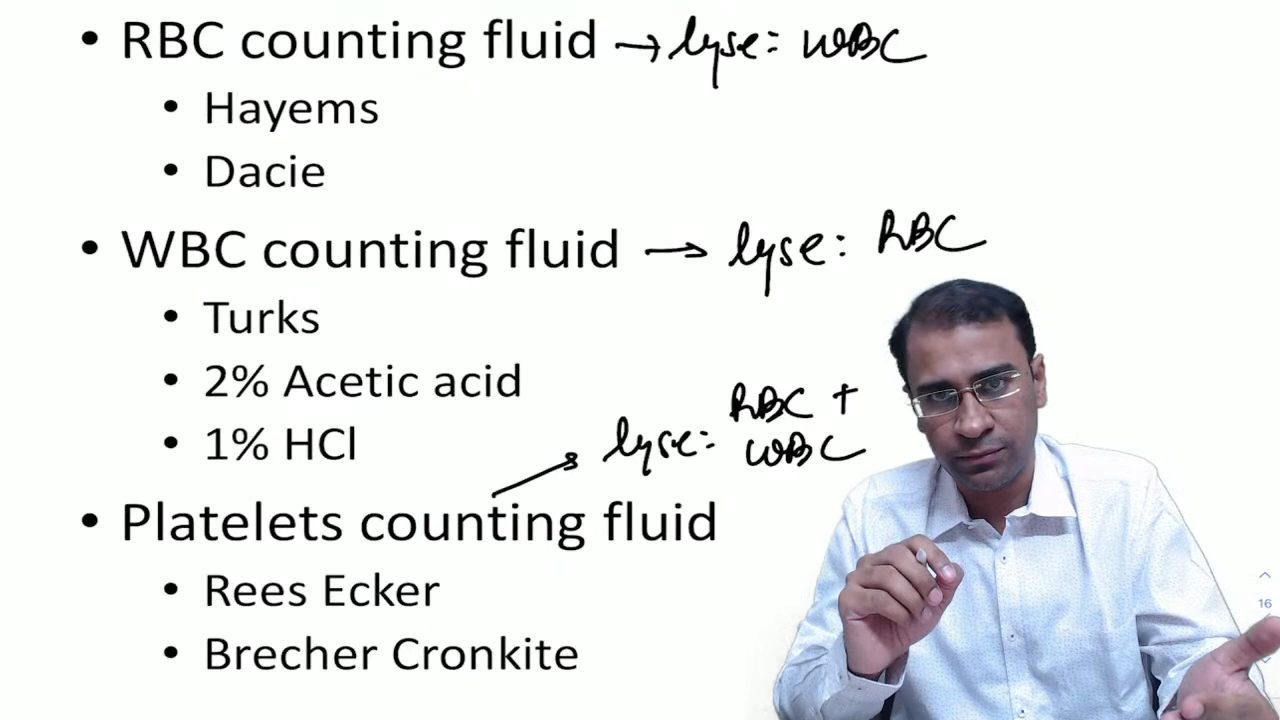 • RBC counting fluid → lyse: WBC
• Hayems
• Dacie
• WBC counting fluid → lyse: RBC
• Turks
• 2% Acetic acid
• 1% HCl
lyse: RBC + WBC
• Platelets counting fluid
• Rees Ecker
• Brecher Cronkite
16